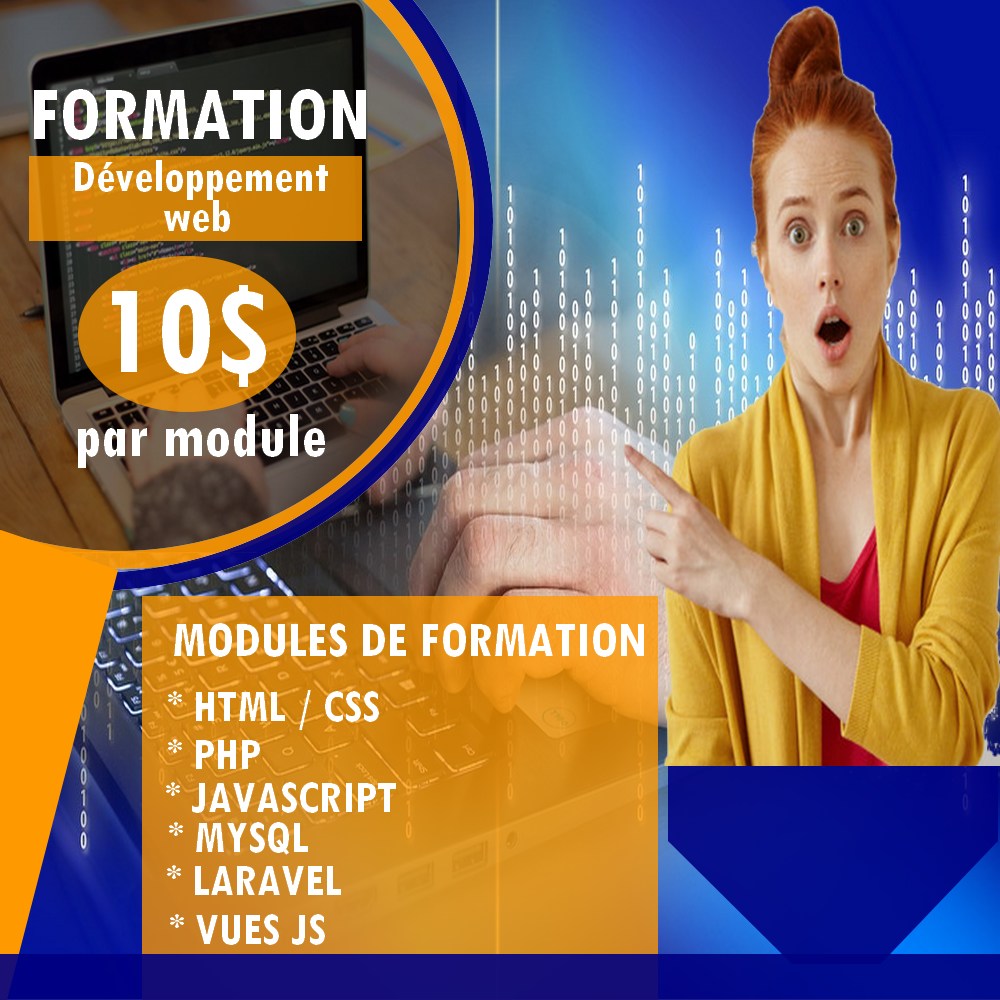 FORMATION
Développement
web
10$
par module
MODULES DE FORMATION
* HTML / CSS
* PHP
* JAVASCRIPT
* MYSQL
* LARAVEL
* VUES JS